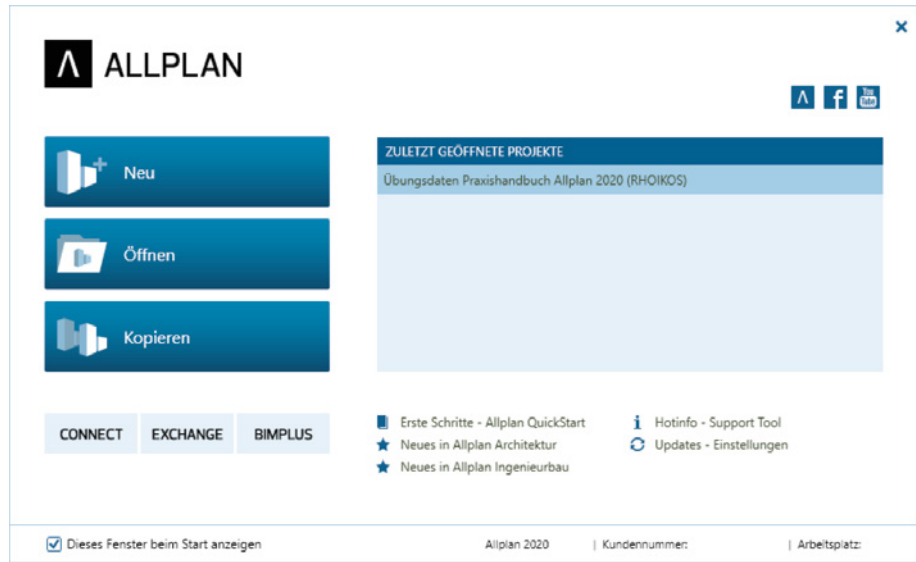 ALLPLAN
You Tube
Neu
Öffnen
Kopieren
ZULETZT GEÖFFNETE PROJEKTE
Übungsdaten Praxishandbuch Allplan 2020 (RHOIKOS)
CONNECT EXCHANGE BIMPLUS
Erste Schritte - Allplan QuickStart
Neues in Allplan Architektur
Neues in Allplan Ingenieurbau
Hotinfo - Support Tool
Updates - Einstellungen
Dieses Fenster beim Start anzeigen
Allplan 2020 | Kundennummer: | Arbeitsplatz: